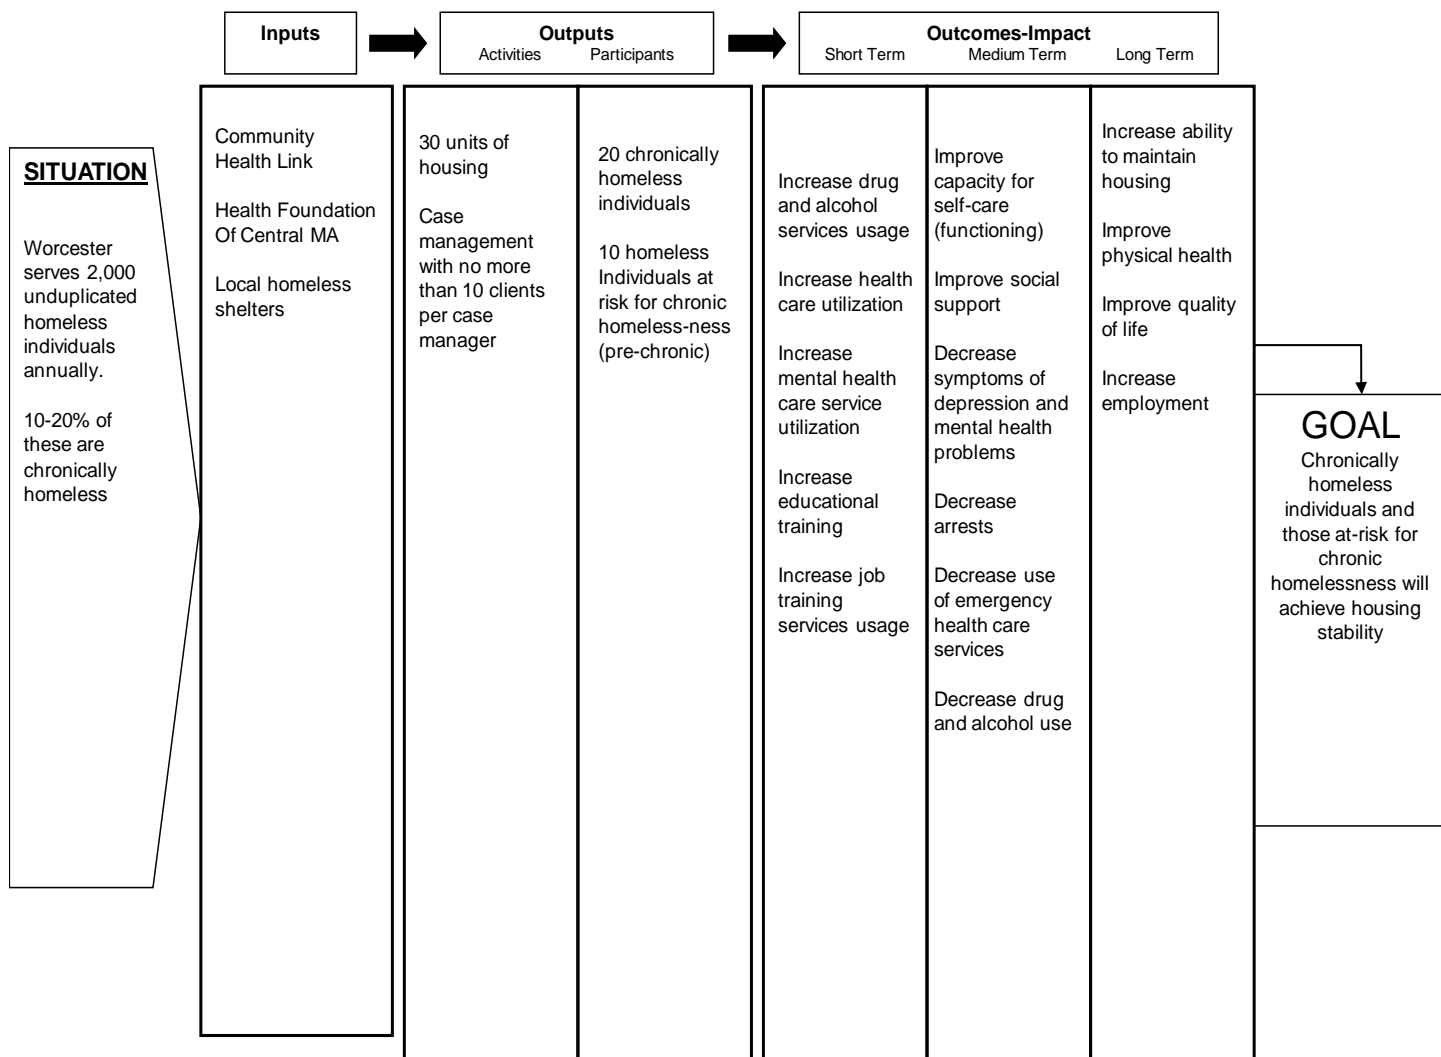 Inputs
Outputs
Activities
Participants
Outcomes-Impact
Short Term
Medium Term
Long Term
SITUATION
Worcester
serves 2,000
unduplicated
homeless
individuals
annually.
10-20% of
these are
chronically
homeless
Community
Health Link
Health Foundation
Of Central MA
Local homeless
shelters
30 units of
housing
Case
management
with no more
than 10 clients
per case
manager
20 chronically
homeless
individuals
10 homeless
Individuals at
risk for chronic
homeless-ness
(pre-chronic)
Increase drug
and alcohol
services usage
Increase health
care utilization
Increase
mental health
care service
utilization
Increase
educational
training
Increase job
training
services usage
Improve
capacity for
self-care
(functioning)
Improve social
support
Decrease
symptoms of
depression and
mental health
problems
Decrease
arrests
Decrease use
of emergency
health care
services
Decrease drug
and alcohol use
Increase ability
to maintain
housing
Improve
physical health
Improve quality
of life
Increase
employment
GOAL
Chronically
homeless
individuals and
those at-risk for
chronic
homelessness will
achieve housing
stability